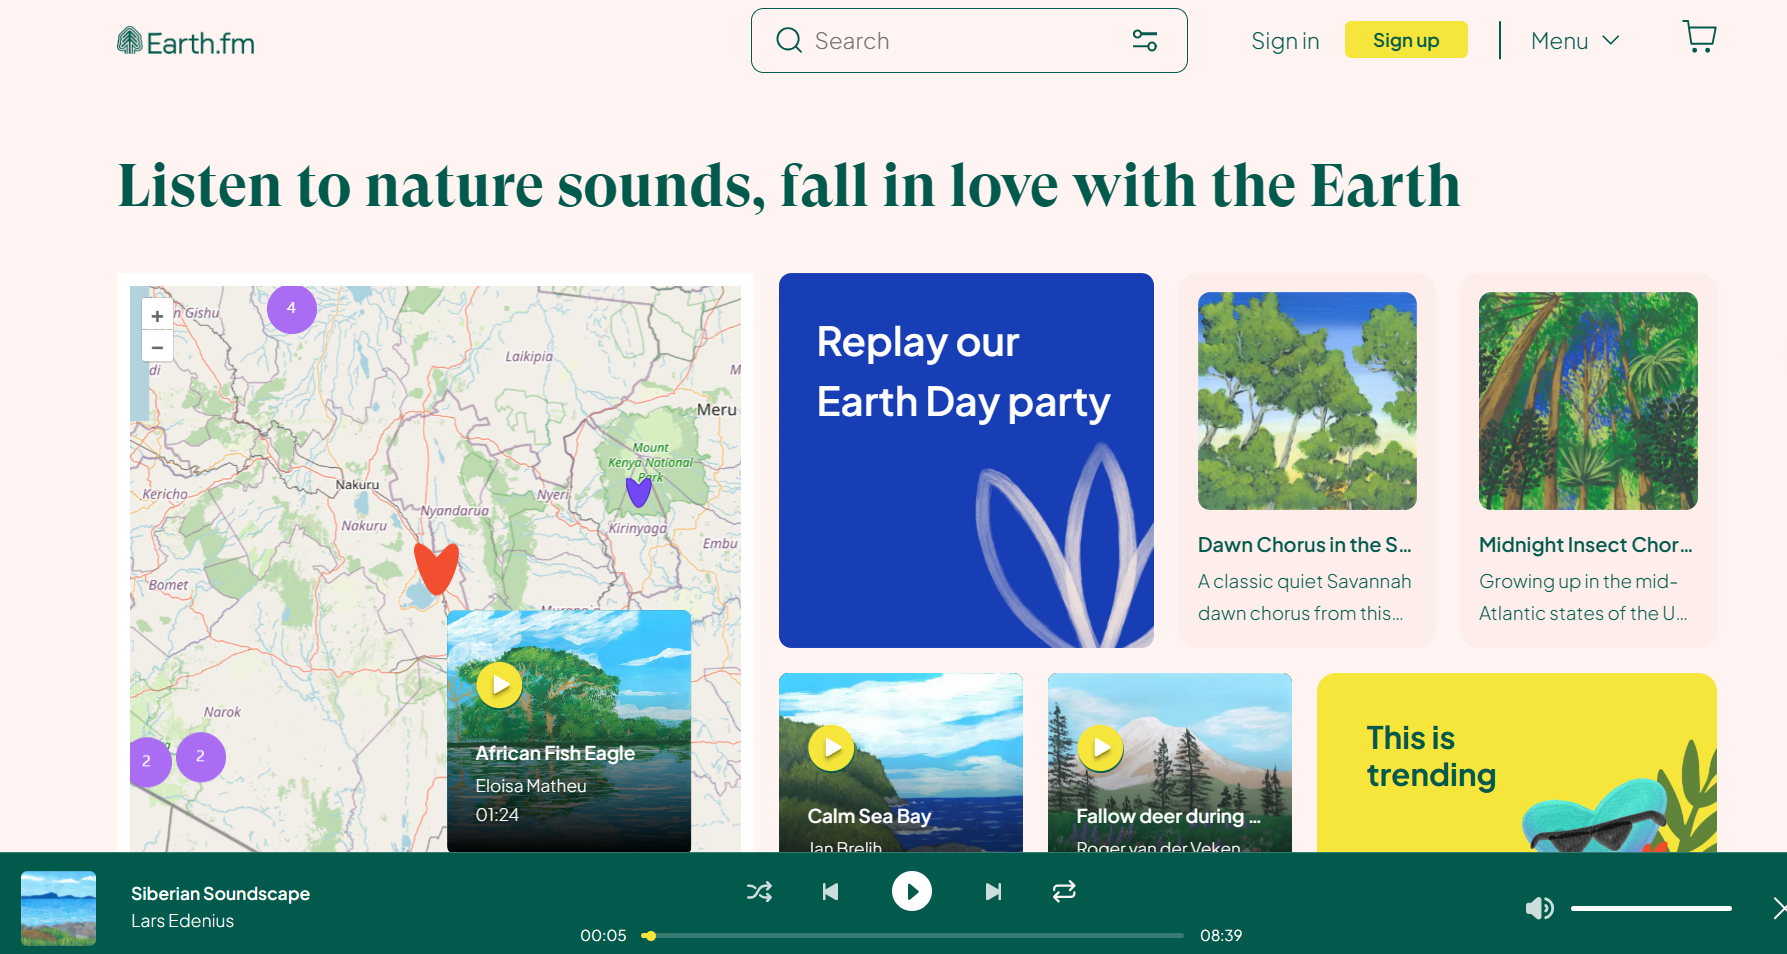 Earth.fm
Search
Sign in
Sign up
Menu
Listen to nature sounds, fall in love with the Earth
4
n Gishu
+
−
di
Laikipia
M
Meru
Mount
Kenya National
Park
Nakuru
Kericho
Nyeri
Nyandarua
Nakuru
Kirinyaga
Embu
Bomet
Narok
2
2
African Fish Eagle
Eloisa Matheu
01:24
Replay our
Earth Day party
Dawn Chorus in the S...
A classic quiet Savannah
dawn chorus from this...
Midnight Insect Chor...
Growing up in the mid-
Atlantic states of the U...
Calm Sea Bay
Jan Brelih
Fallow deer during ...
Roger van der Veken
This is
trending
Siberian Soundscape
Lars Edenius
00:05
08:39